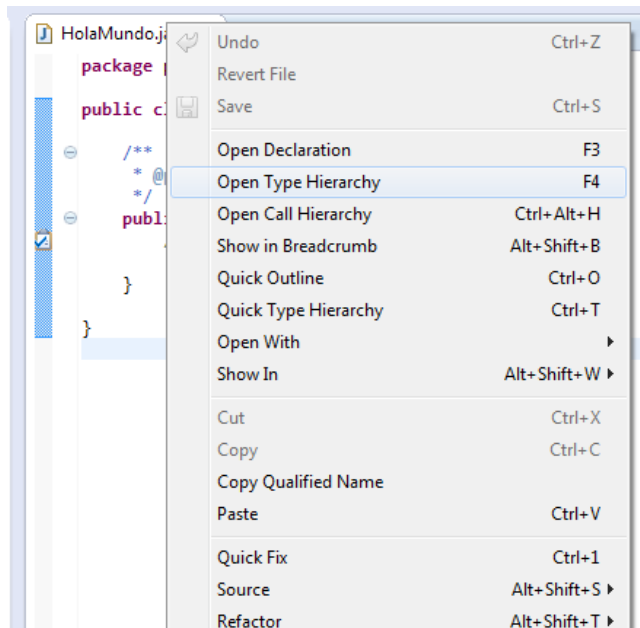 HolaMundo.ja
package
public cl
/**
* @
*/
publi
}
}
Undo Ctrl+Z
Revert File
Save Ctrl+S
Open Declaration F3
Open Type Hierarchy F4
Open Call Hierarchy Ctrl+Alt+H
Show in Breadcrumb Alt+Shift+B
Quick Outline Ctrl+O
Quick Type Hierarchy Ctrl+T
Open With
Show In Alt+Shift+W
Cut Ctrl+X
Copy Ctrl+C
Copy Qualified Name
Paste Ctrl+V
Quick Fix Ctrl+1
Source Alt+Shift+S
Refactor Alt+Shift+T